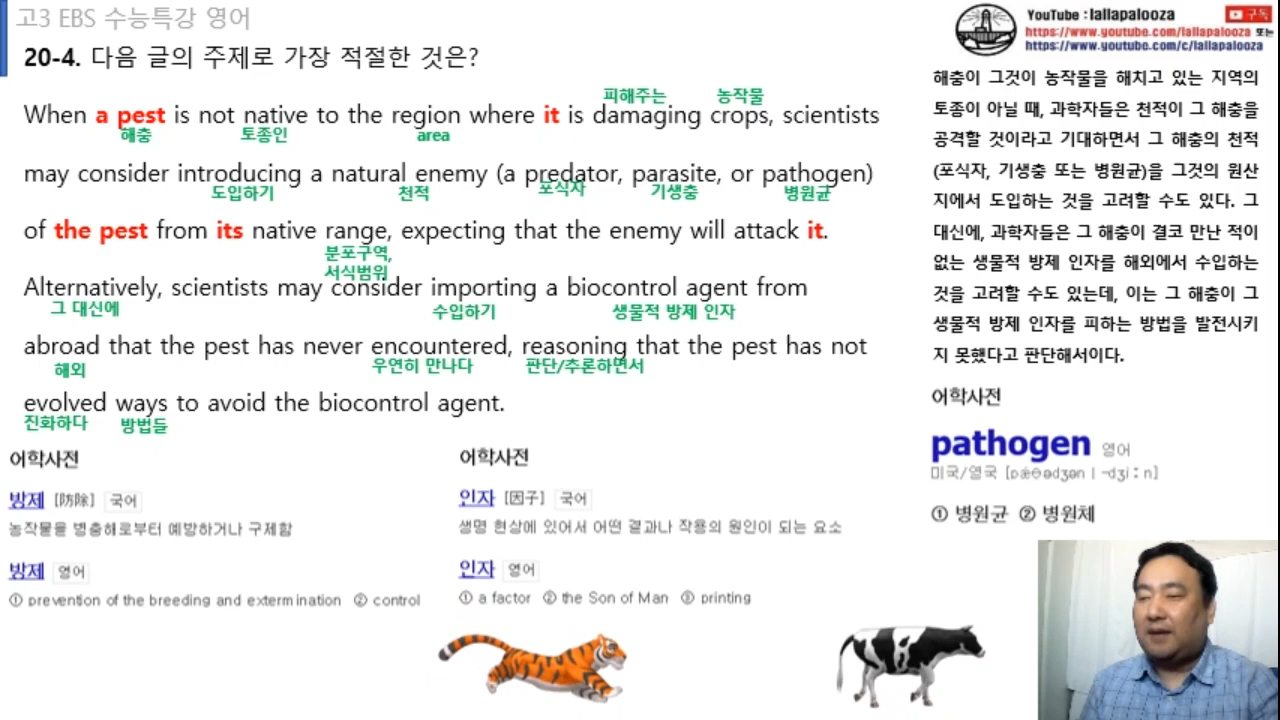 고3 EBS 수능특강 영어
20-4. 다음 글의 주제로 가장 적절한 것은?
YouTube : lallapalooza
구독
https://www.youtube.com/lallapalooza 또는
https://www.youtube.com/c/lallapalooza
피해주는 농작물
When a pest is not native to the region where it is damaging crops, scientists
해충 토종인 area
may consider introducing a natural enemy (a predator, parasite, or pathogen)
도입하기 천적 포식자 기생충 병원균
of the pest from its native range, expecting that the enemy will attack it.
분포구역,
서식범위
Alternatively, scientists may consider importing a biocontrol agent from
그 대신에 수입하기 생물적 방제 인자
abroad that the pest has never encountered, reasoning that the pest has not
해외 우연히 만나다 판단/추론하면서
evolved ways to avoid the biocontrol agent.
진화하다 방법들
해충이 그것이 농작물을 해치고 있는 지역의
토종이 아닐 때, 과학자들은 천적이 그 해충을
공격할 것이라고 기대하면서 그 해충의 천적
(포식자, 기생충 또는 병원균)을 그것의 원산
지에서 도입하는 것을 고려할 수도 있다. 그
대신에, 과학자들은 그 해충이 결코 만난 적이
없는 생물적 방제 인자를 해외에서 수입하는
것을 고려할 수도 있는데, 이는 그 해충이 그
생물적 방제 인자를 피하는 방법을 발전시키
지 못했다고 판단해서이다.
어학사전
pathogen 영어
미국/영국 [pǽθədʒən | -dʒiːn]
① 병원균 ② 병원체
어학사전
방제 [防除] 국어
농작물을 병충해로부터 예방하거나 구제함
방제 영어
① prevention of the breeding and extermination ② control
어학사전
인자 [因子] 국어
생명 현상에 있어서 어떤 결과나 작용의 원인이 되는 요소
인자 영어
① a factor ② the Son of Man ③ printing